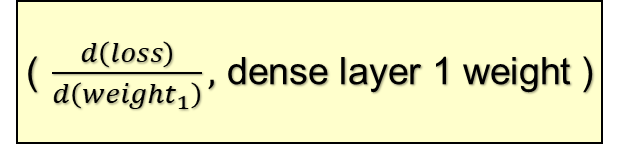 ( d(loss) / d(weight₁) , dense layer 1 weight )